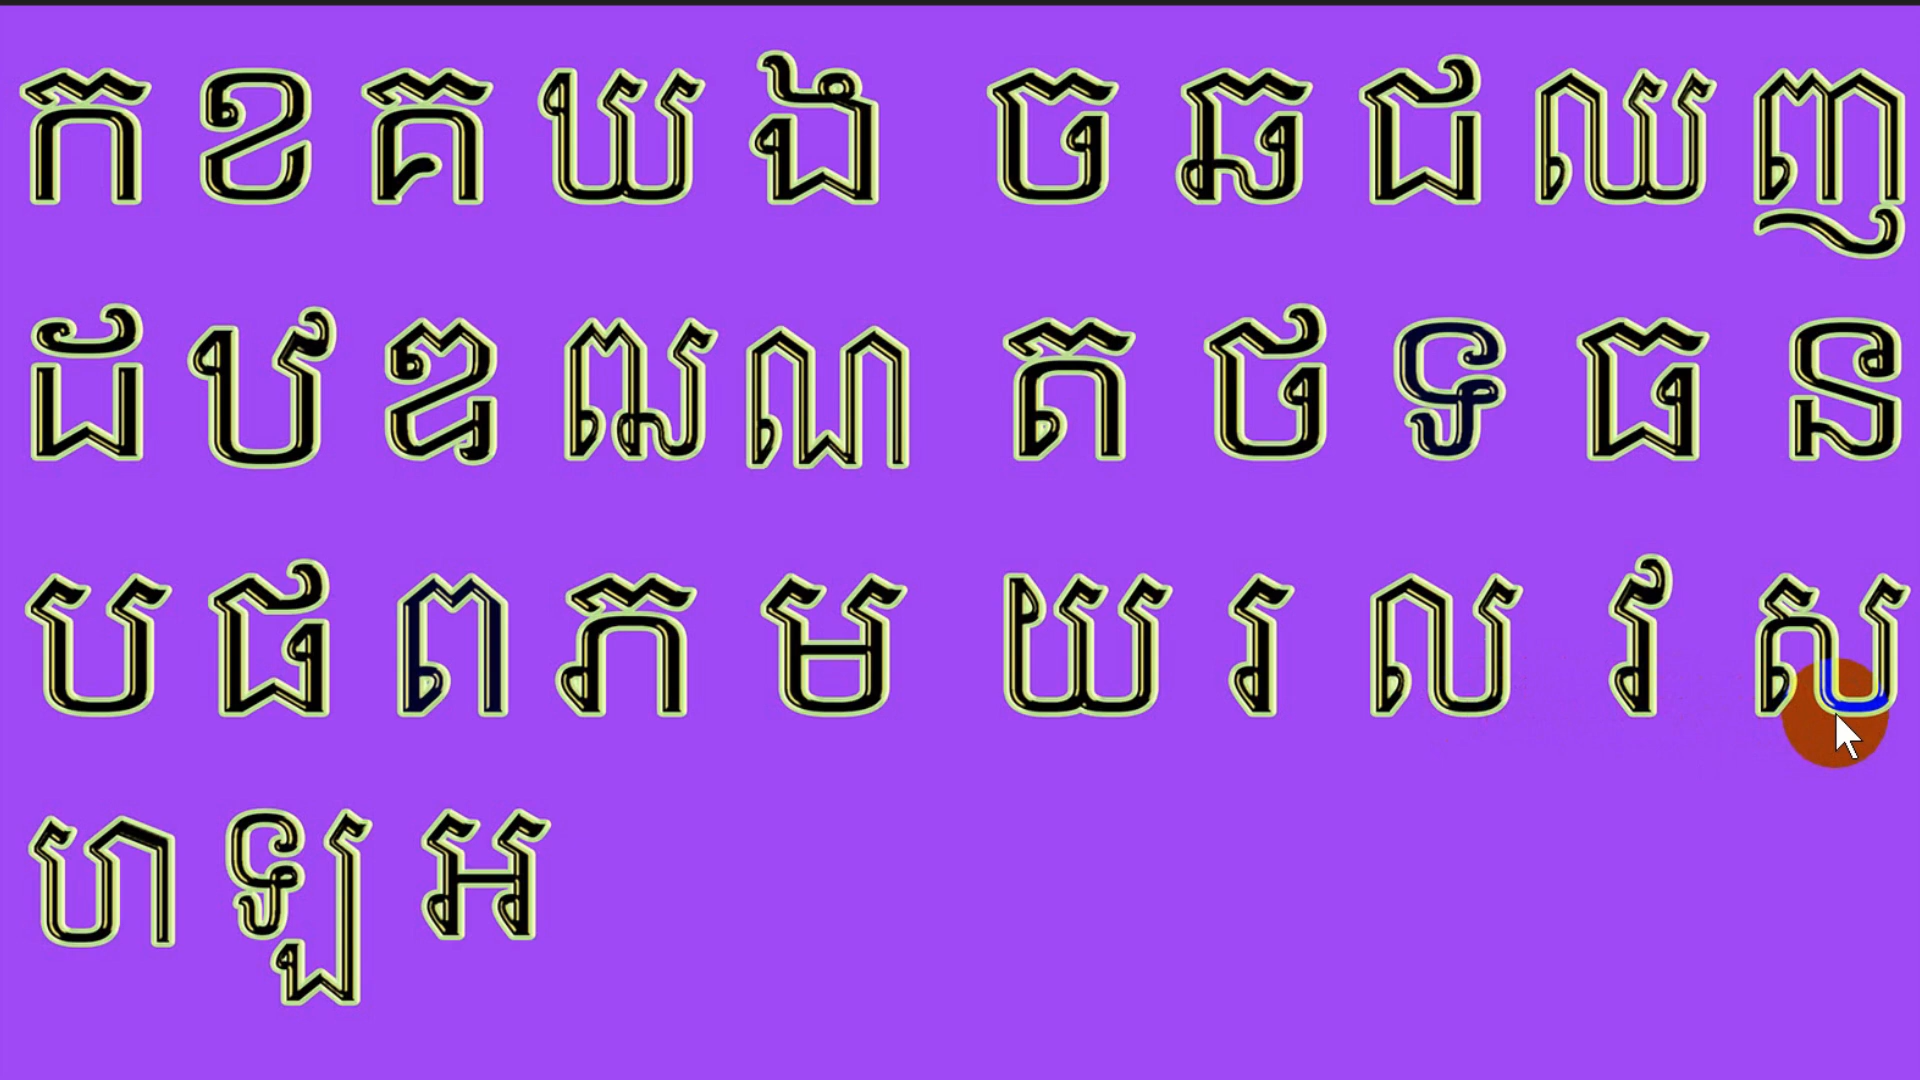 ក ខ គ ឃ ង ច ឆ ជ ឈ ញ
ដ ឋ ឌ ឍ ណ ត ថ ទ ធ ន
ប ផ ព ភ ម យ រ ល វ ស
ហ ឡ អ